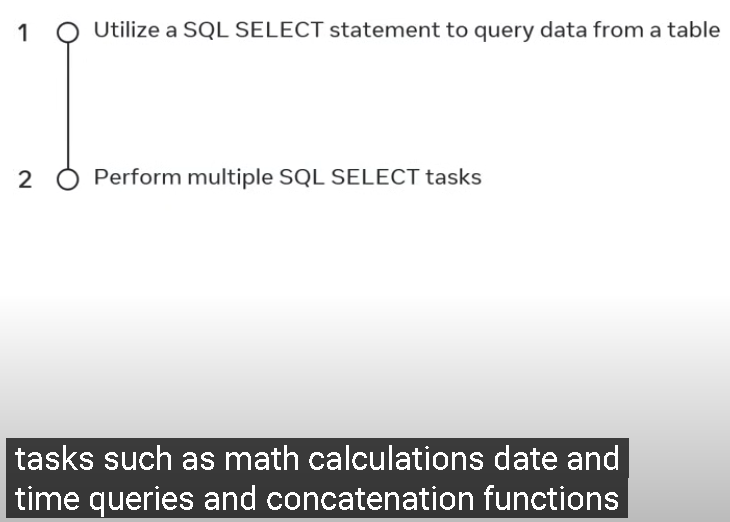 1 Utilize a SQL SELECT statement to query data from a table
2 Perform multiple SQL SELECT tasks
tasks such as math calculations date and
time queries and concatenation functions